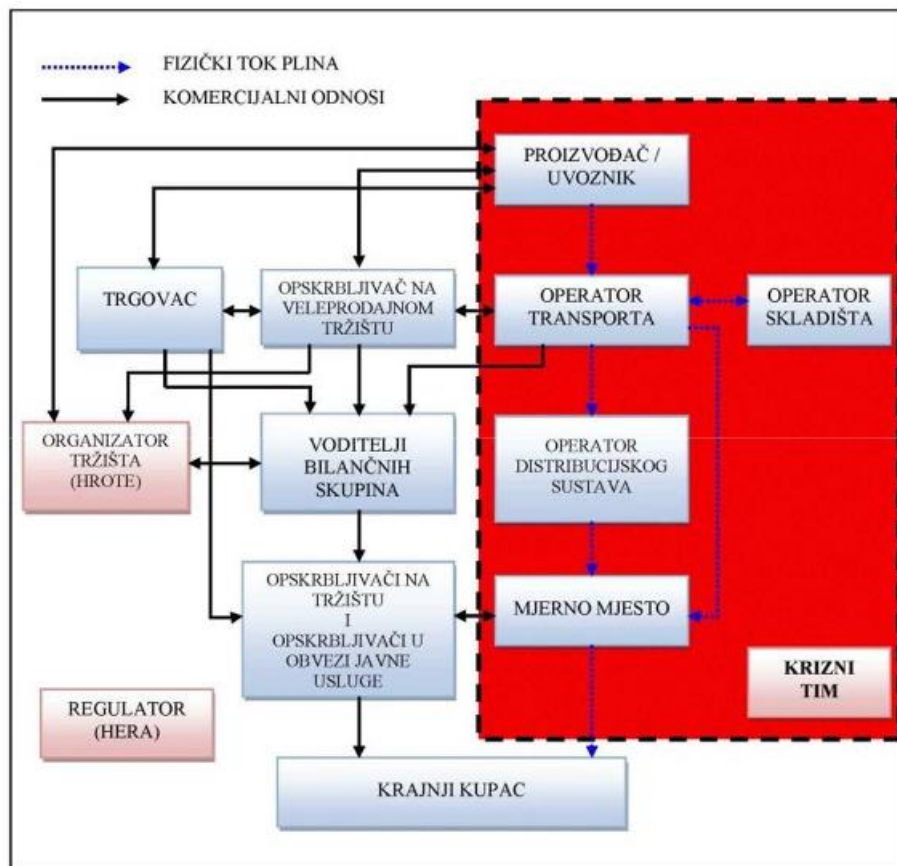 FIZIČKI TOK PLINA
KOMERCIJALNI ODNOSI
PROIZVOĐAČ /
UVOZNIK
TRGOVAC
OPSKRBLJIVAČ NA
VELEPRODAJNOM
TRŽIŠTU
OPERATOR
TRANSPORTA
OPERATOR
SKLADIŠTA
ORGANIZATOR
TRŽIŠTA
(HROTE)
VODITELJI
BILANČNIH
SKUPINA
OPERATOR
DISTRIBUCIJSKOG
SUSTAVA
OPSKRBLJIVAČI NA
TRŽIŠTU
I
OPSKRBLJIVAČI U
OBVEZI JAVNE
USLUGE
MJERNO MJESTO
KRIZNI
TIM
REGULATOR
(HERA)
KRAJNJI KUPAC